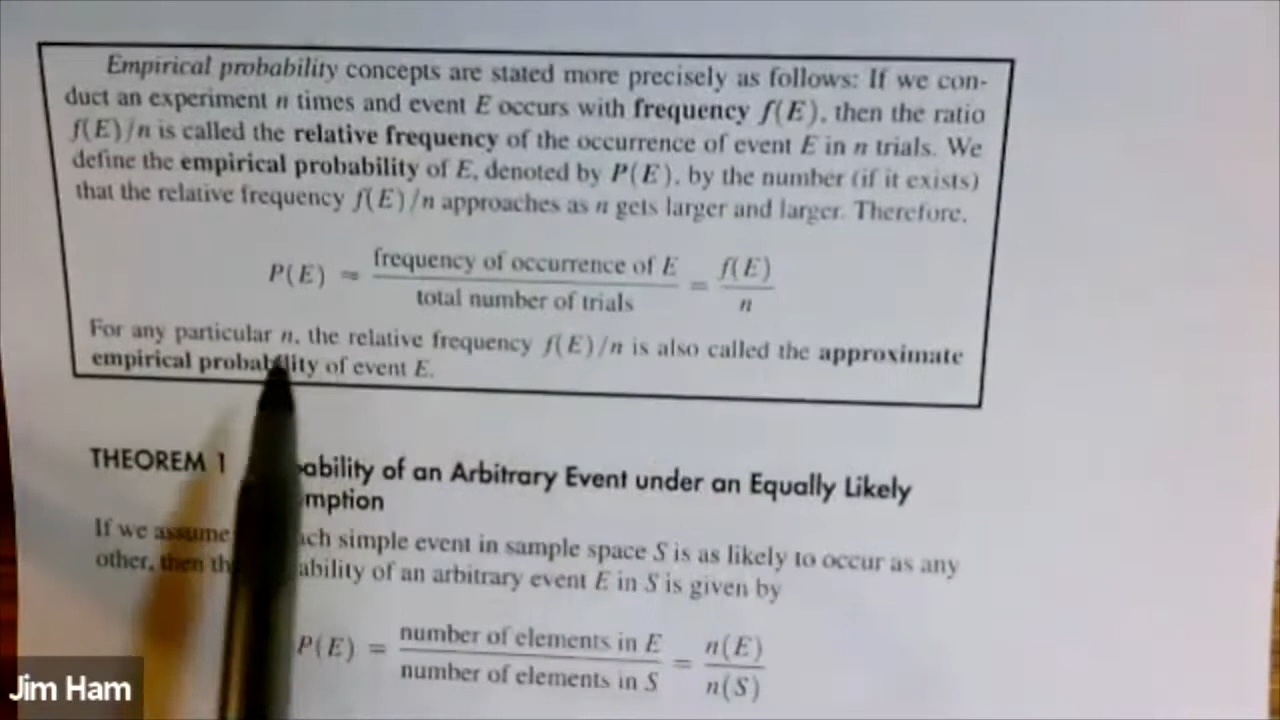 Empirical probability concepts are stated more precisely as follows: If we con-
duct an experiment n times and event E occurs with frequency f(E), then the ratio
f(E)/n is called the relative frequency of the occurrence of event E in n trials. We
define the empirical probability of E, denoted by P(E), by the number (if it exists)
that the relative frequency f(E)/n approaches as n gets larger and larger. Therefore,
P(E) ≈ frequency of occurrence of E / total number of trials = f(E) / n
For any particular n, the relative frequency f(E)/n is also called the approximate
empirical probability of event E.
THEOREM 1 ability of an Arbitrary Event under an Equally Likely
mption
If we assume ach simple event in sample space S is as likely to occur as any
other, then th ability of an arbitrary event E in S is given by
P(E) = number of elements in E / number of elements in S = n(E) / n(S)
Jim Ham